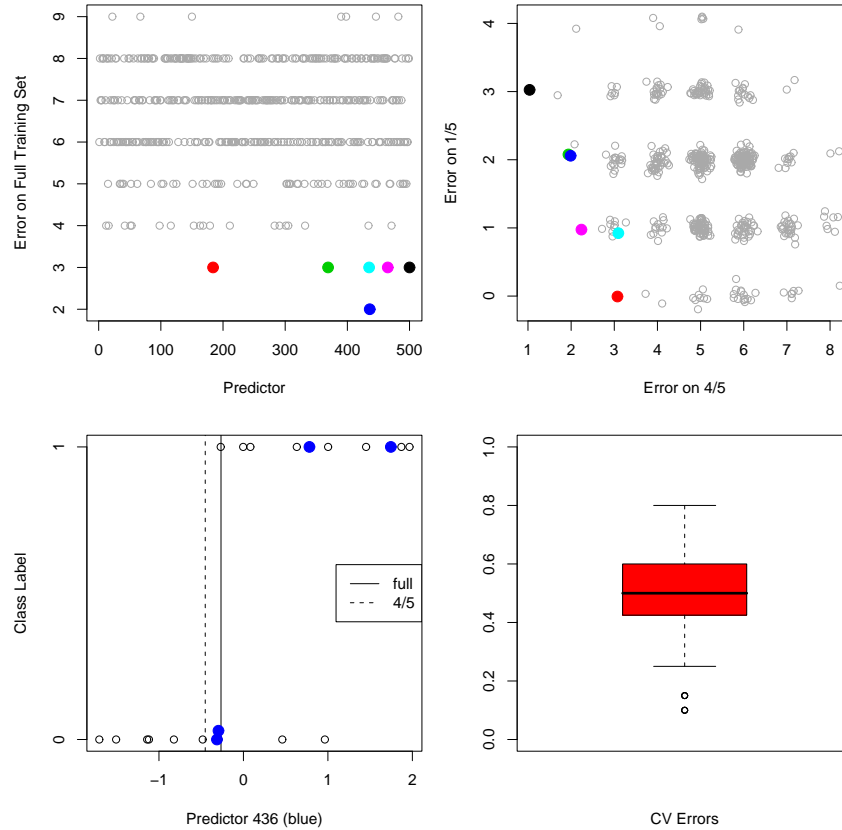 9
8
7
6
5
4
3
2
Error on Full Training Set
0 100 200 300 400 500
Predictor
4
3
2
1
0
Error on 1/5
1 2 3 4 5 6 7 8
Error on 4/5
1
0
Class Label
full
4/5
−1 0 1 2
Predictor 436 (blue)
1.0
0.8
0.6
0.4
0.2
0.0
CV Errors